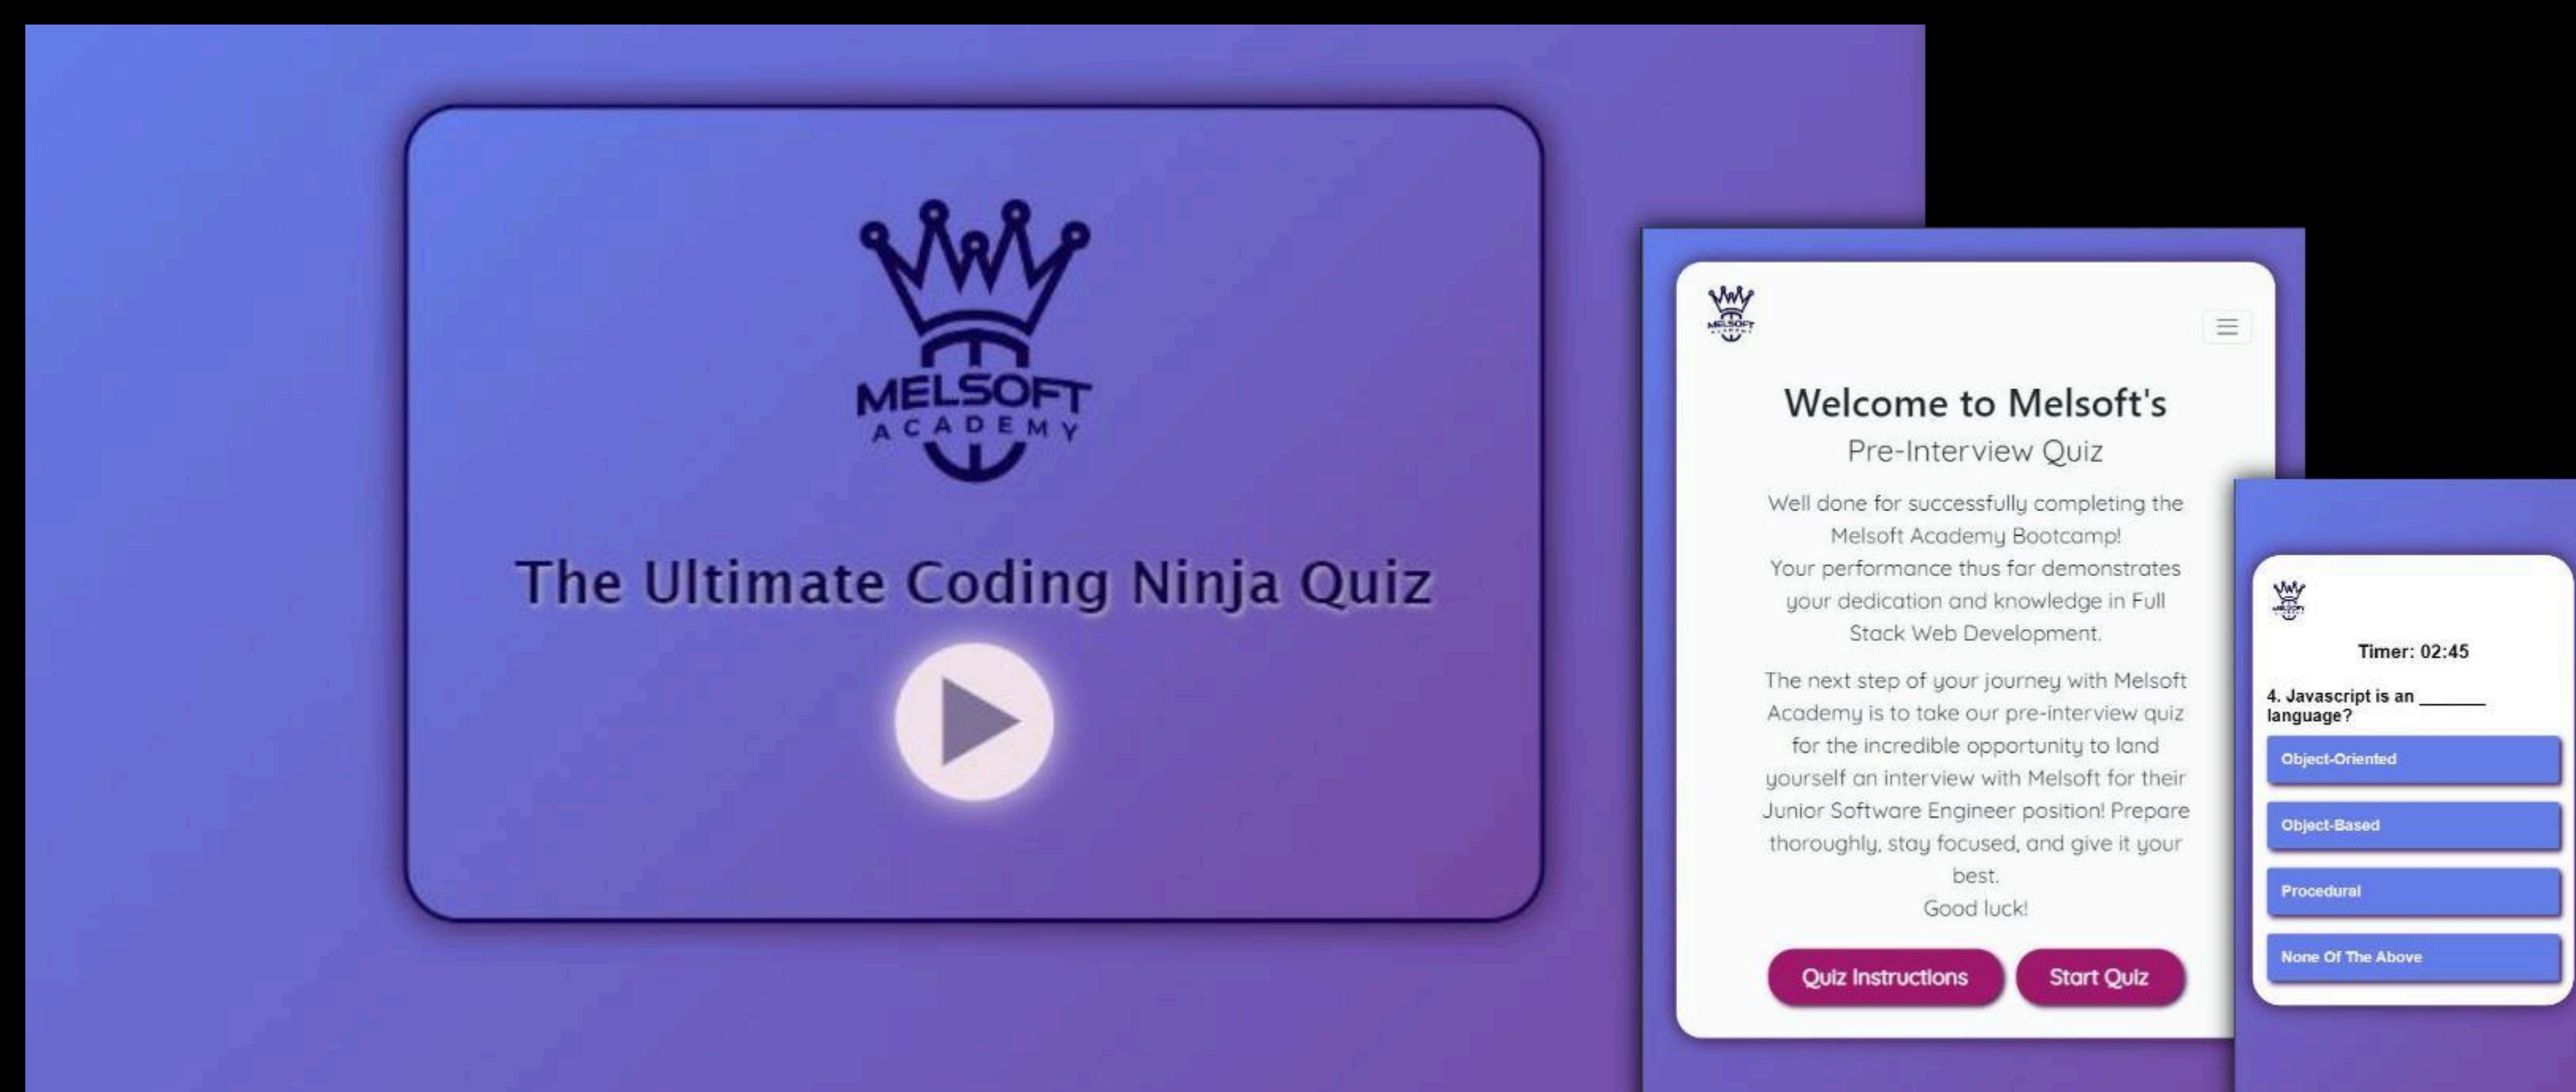 MELSOFT
ACADEMY
The Ultimate Coding Ninja Quiz
MELSOFT
ACADEMY
Welcome to Melsoft's
Pre-Interview Quiz
Well done for successfully completing the
Melsoft Academy Bootcamp!
Your performance thus far demonstrates
your dedication and knowledge in Full
Stack Web Development.
The next step of your journey with Melsoft
Academy is to take our pre-interview quiz
for the incredible opportunity to land
yourself an interview with Melsoft for their
Junior Software Engineer position! Prepare
thoroughly, stay focused, and give it your
best.
Good luck!
Quiz Instructions
Start Quiz
MELSOFT
Timer: 02:45
4. Javascript is an _______
language?
Object-Oriented
Object-Based
Procedural
None Of The Above